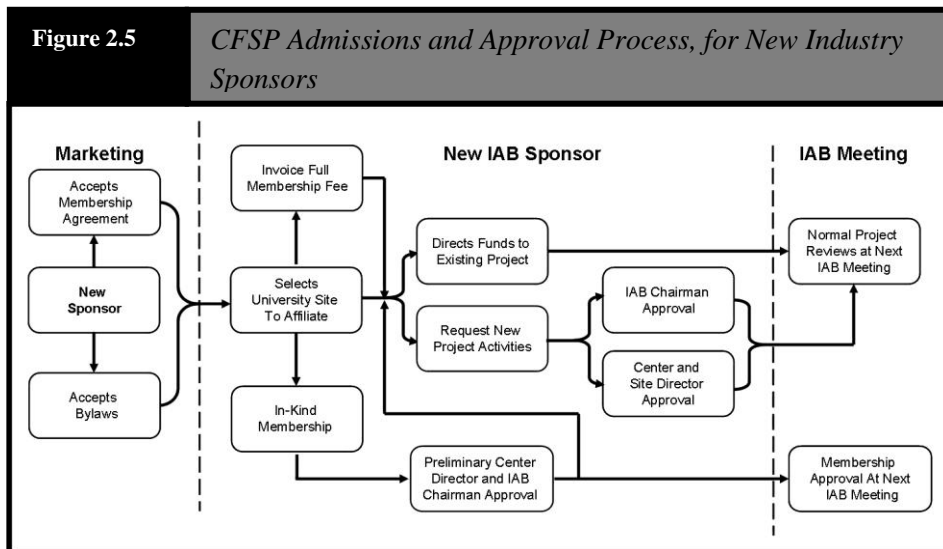 Figure 2.5
CFSP Admissions and Approval Process, for New Industry
Sponsors
Marketing
New IAB Sponsor
IAB Meeting
Accepts
Membership
Agreement
New
Sponsor
Accepts
Bylaws
Invoice Full
Membership Fee
Selects
University Site
To Affiliate
In-Kind
Membership
Directs Funds to
Existing Project
Request New
Project Activities
IAB Chairman
Approval
Center and
Site Director
Approval
Preliminary Center
Director and IAB
Chairman Approval
Normal Project
Reviews at Next
IAB Meeting
Membership
Approval At Next
IAB Meeting